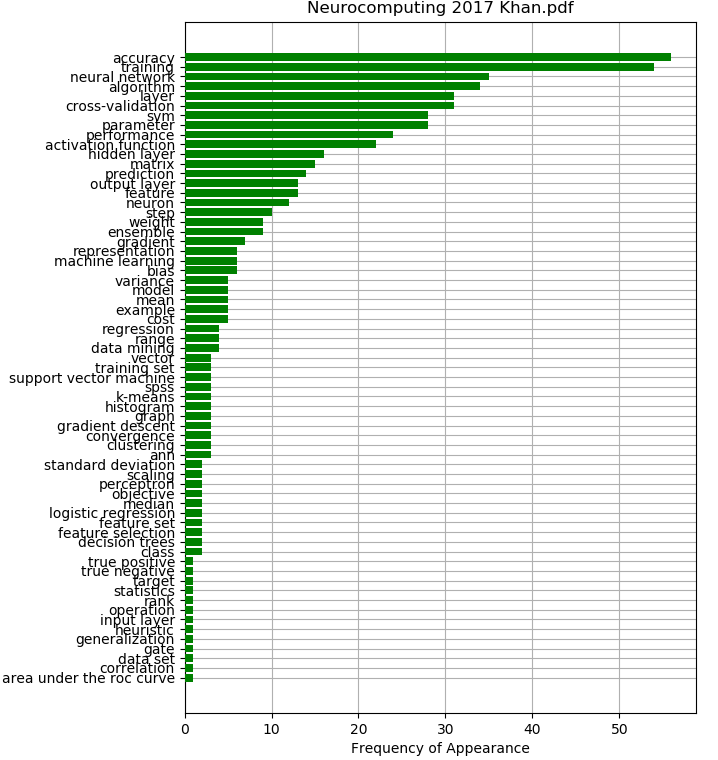 Neurocomputing 2017 Khan.pdf
accuracy
training
neural network
algorithm
layer
cross-validation
svm
parameter
performance
activation function
hidden layer
matrix
prediction
output layer
feature
neuron
step
weight
ensemble
gradient
representation
machine learning
bias
variance
model
mean
example
cost
regression
range
data mining
vector
training set
support vector machine
spss
k-means
histogram
graph
gradient descent
convergence
clustering
ann
standard deviation
scaling
perceptron
objective
median
logistic regression
feature set
feature selection
decision trees
class
true positive
true negative
target
statistics
rank
operation
input layer
heuristic
generalization
gate
data set
correlation
area under the roc curve
0 10 20 30 40 50
Frequency of Appearance